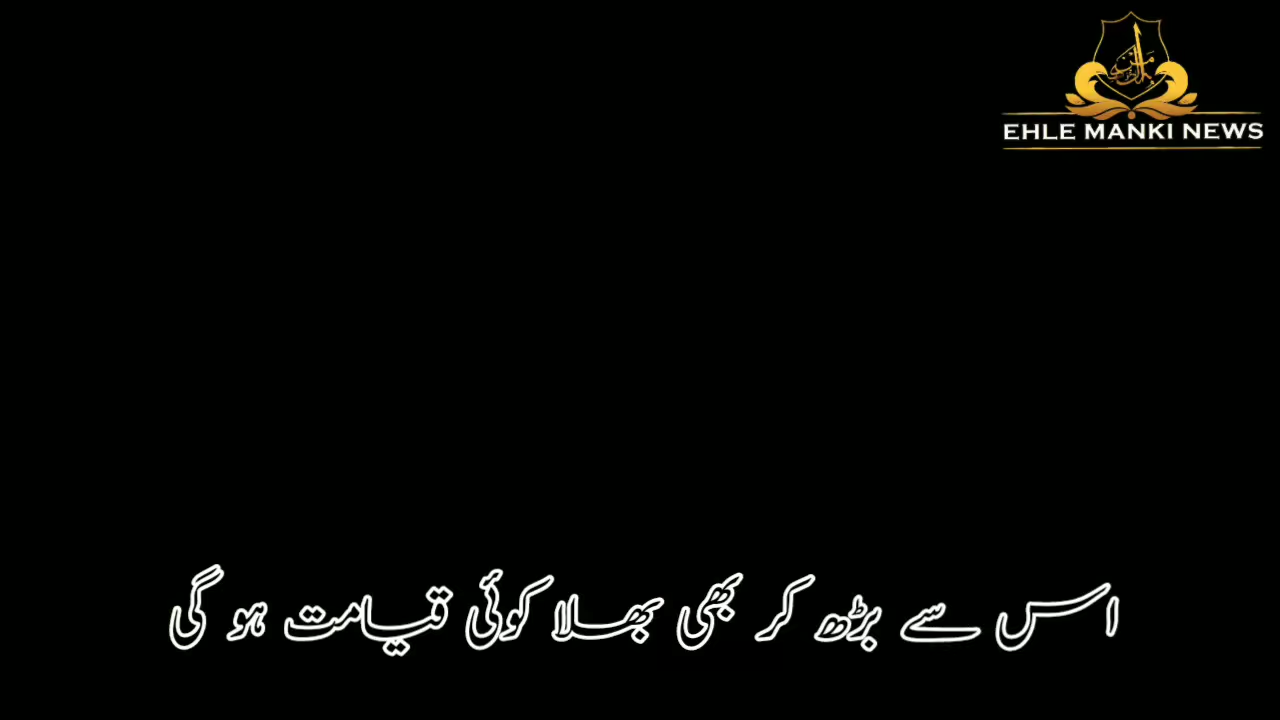 EHLE MANKI NEWS
اس سے بڑھ کر بھی بھلا کوئی قیامت ہو گی